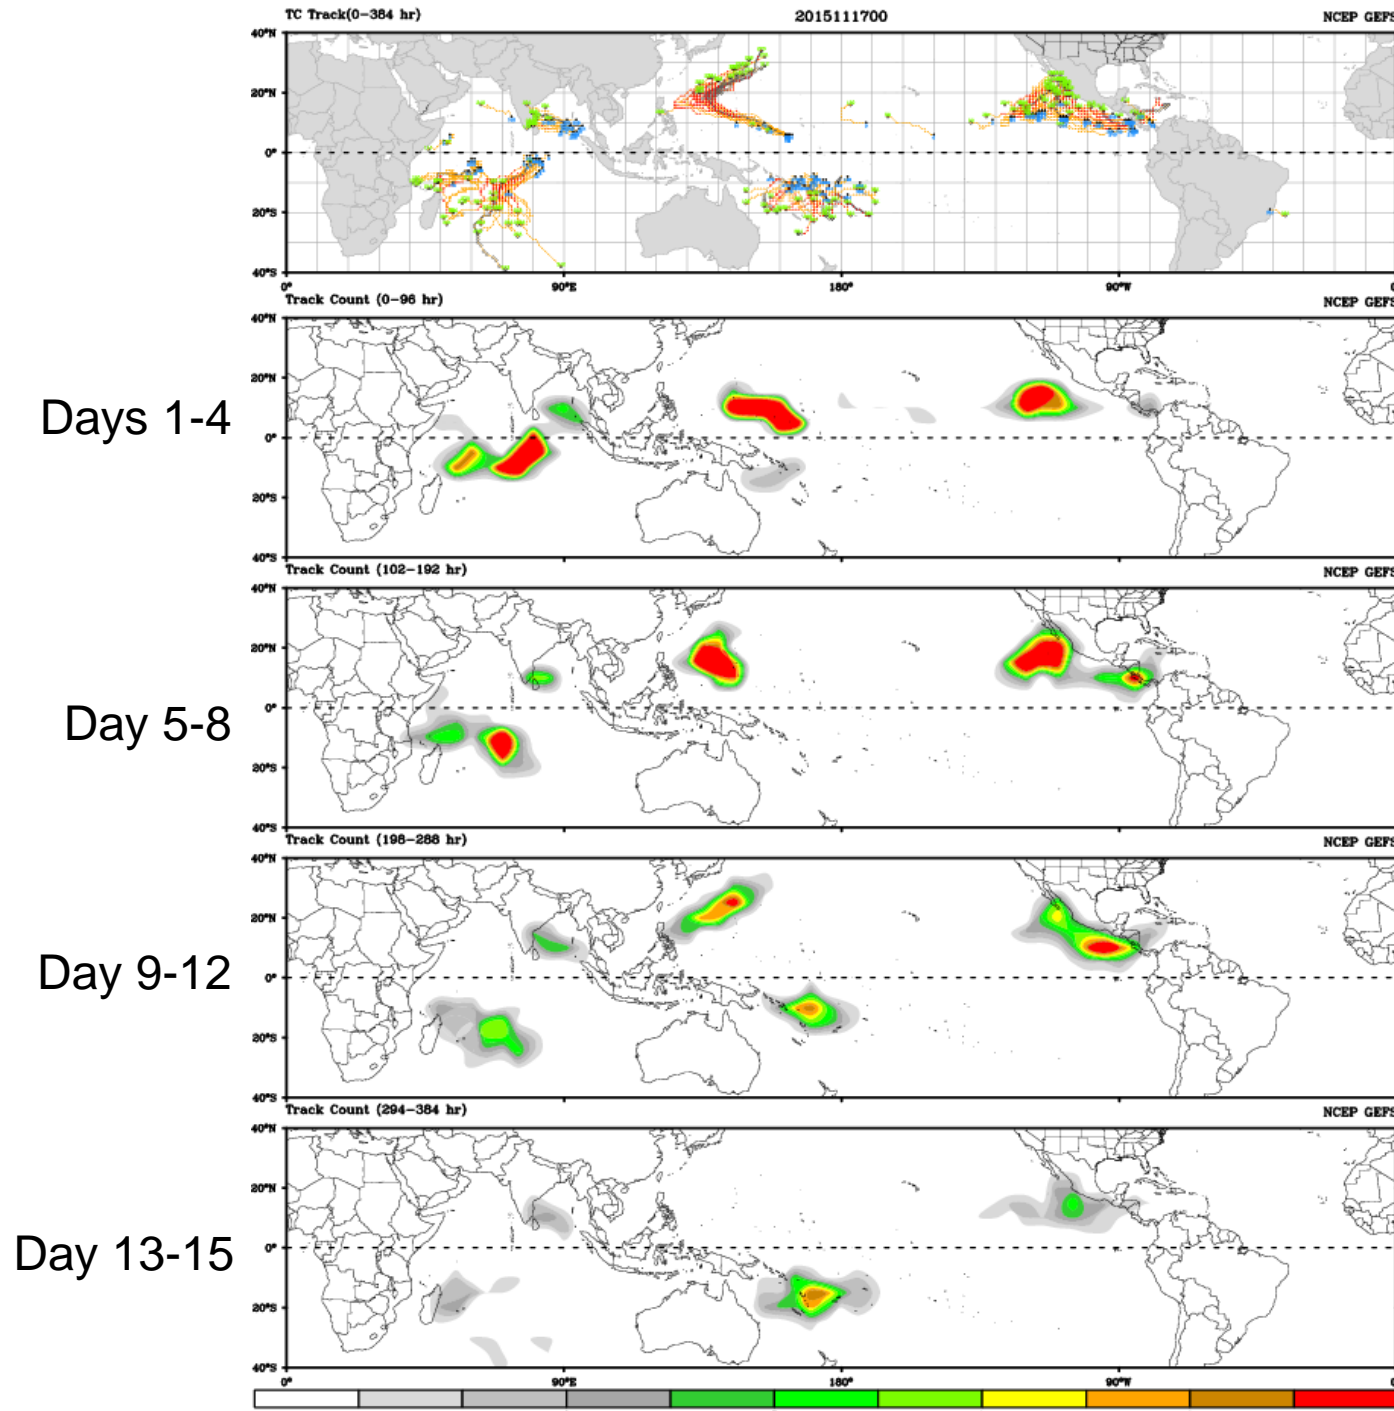 TC Track(0-384 hr) 2015111700 NCEP GEFS
40°N
20°N
0°
20°S
40°S
0° 90°E 180° 90°W
Track Count (0-96 hr) NCEP GEFS
40°N
20°N
Days 1-4
0°
20°S
40°S
Track Count (102-192 hr) NCEP GEFS
40°N
20°N
0°
Day 5-8
20°S
40°S
Track Count (198-288 hr) NCEP GEFS
40°N
20°N
Day 9-12
0°
20°S
40°S
Track Count (294-384 hr) NCEP GEFS
40°N
20°N
Day 13-15
0°
20°S
40°S
0° 90°E 180° 90°W